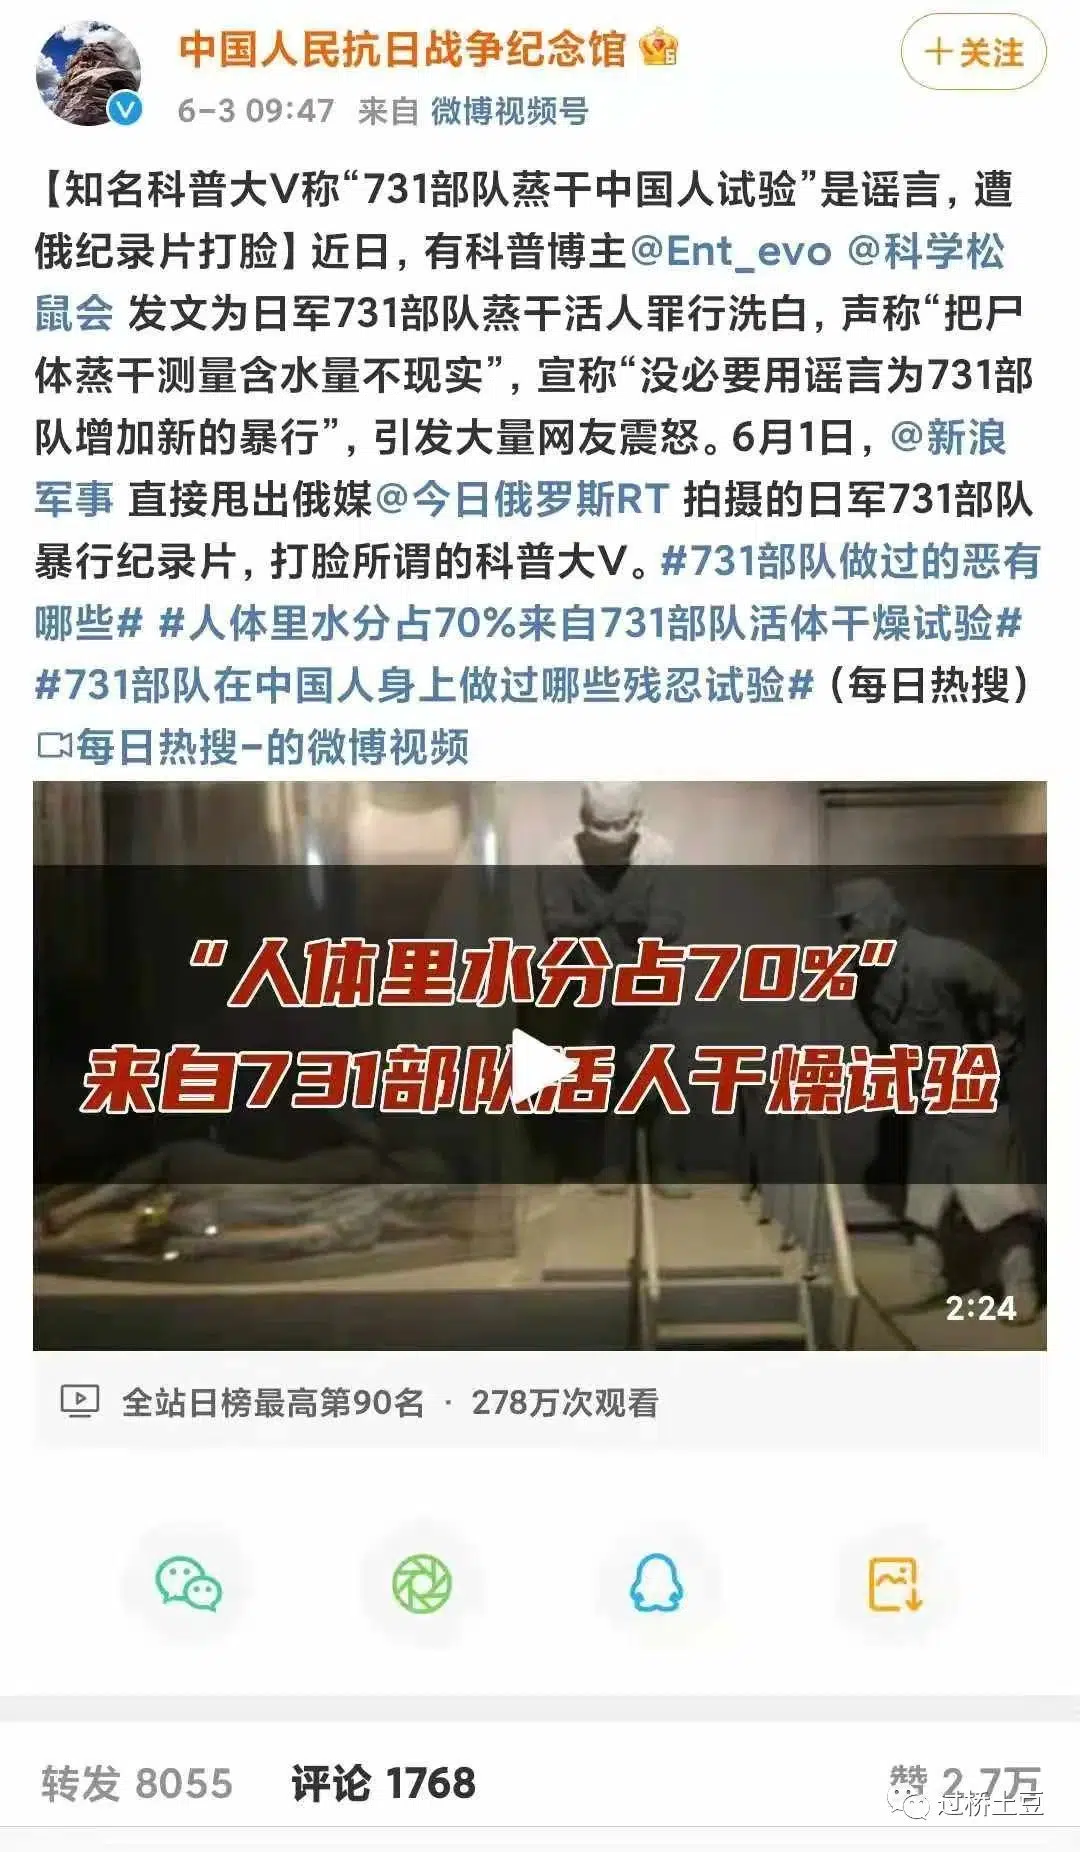 中国人民抗日战争纪念馆
+关注
6-3 09:47 来自 微博视频号
【知名科普大V称“731部队蒸干中国人试验”是谣言，遭
俄纪录片打脸】近日，有科普博主@Ent_evo @科学松
鼠会 发文为日军731部队蒸干活人罪行洗白，声称“把尸
体蒸干测量含水量不现实”，宣称“没必要用谣言为731部
队增加新的暴行”，引发大量网友震怒。6月1日，@新浪
军事 直接甩出俄媒@今日俄罗斯RT 拍摄的日军731部队
暴行纪录片，打脸所谓的科普大V。#731部队做过的恶有
哪些# #人体里水分占70%来自731部队活体干燥试验#
#731部队在中国人身上做过哪些残忍试验#（每日热搜）
每日热搜-的微博视频
“人体里水分占70%”
来自731部队活人干燥试验
2:24
全站日榜最高第90名 · 278万次观看
转发 8055 评论 1768 赞 2.7万
过桥土豆